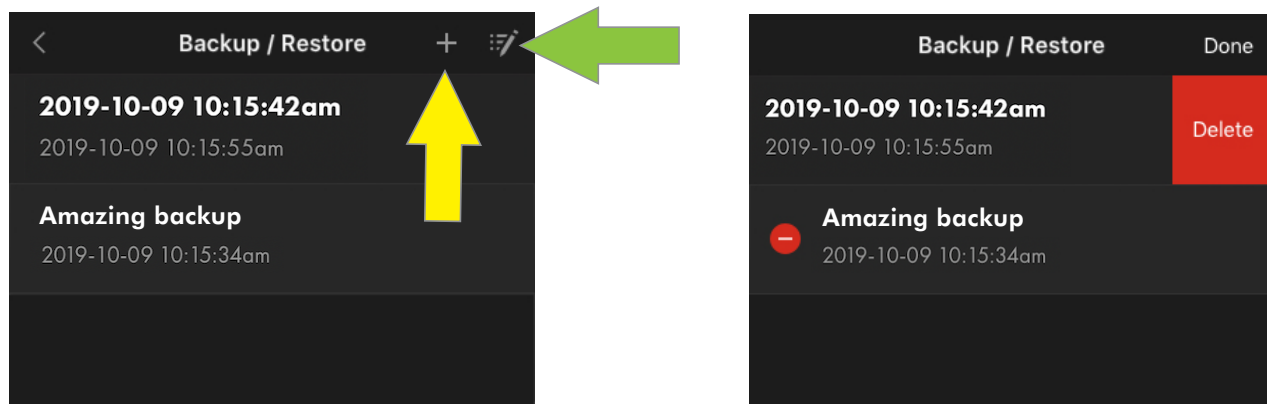 Backup / Restore
2019-10-09 10:15:42am
2019-10-09 10:15:55am
Amazing backup
2019-10-09 10:15:34am
Backup / Restore Done
2019-10-09 10:15:42am
2019-10-09 10:15:55am
Delete
Amazing backup
2019-10-09 10:15:34am